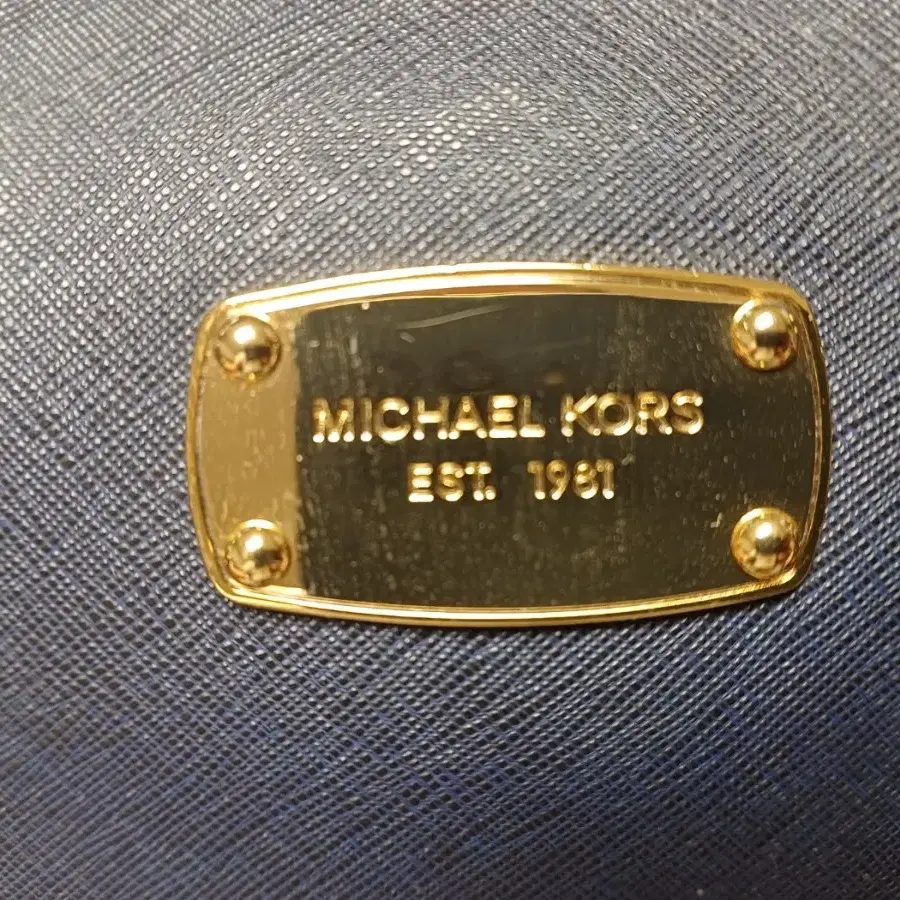 MICHAEL KORS
EST. 1981